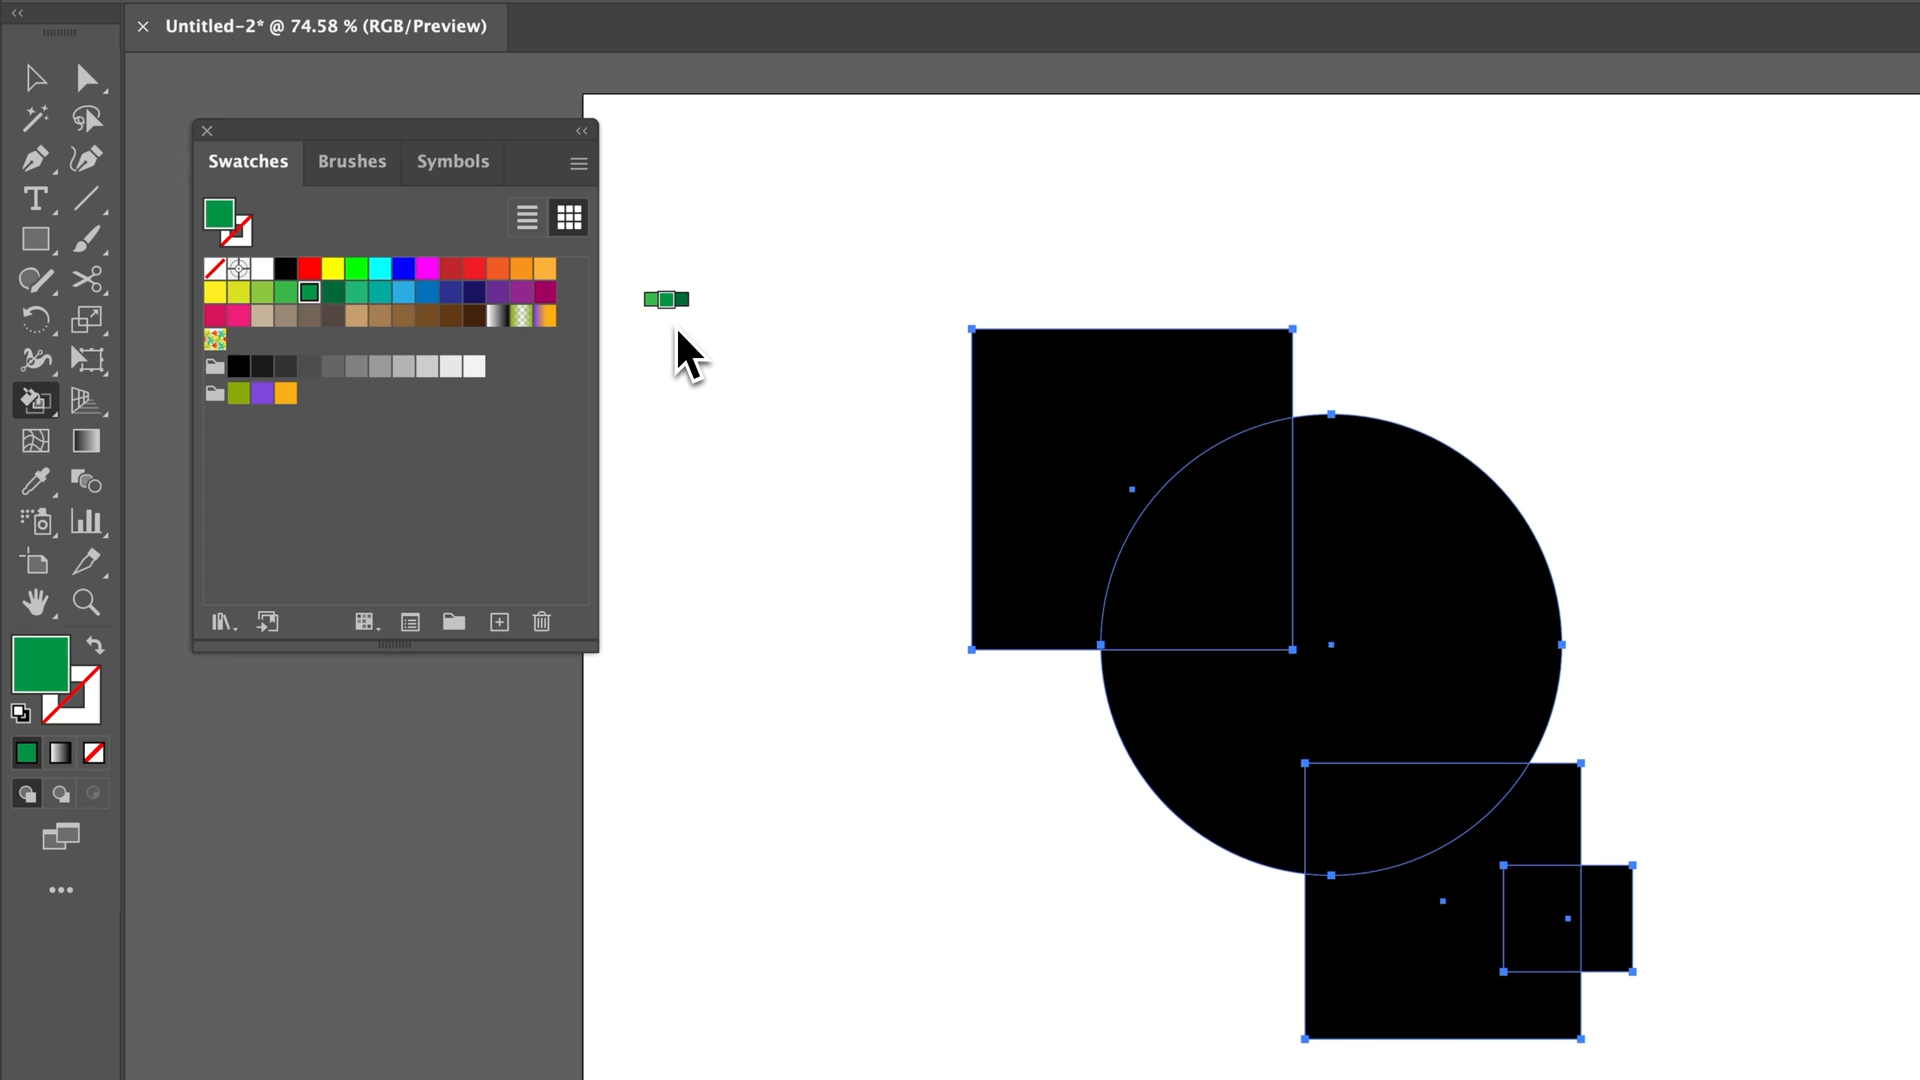 Untitled-2* @ 74.58 % (RGB/Preview)
Swatches
Brushes
Symbols